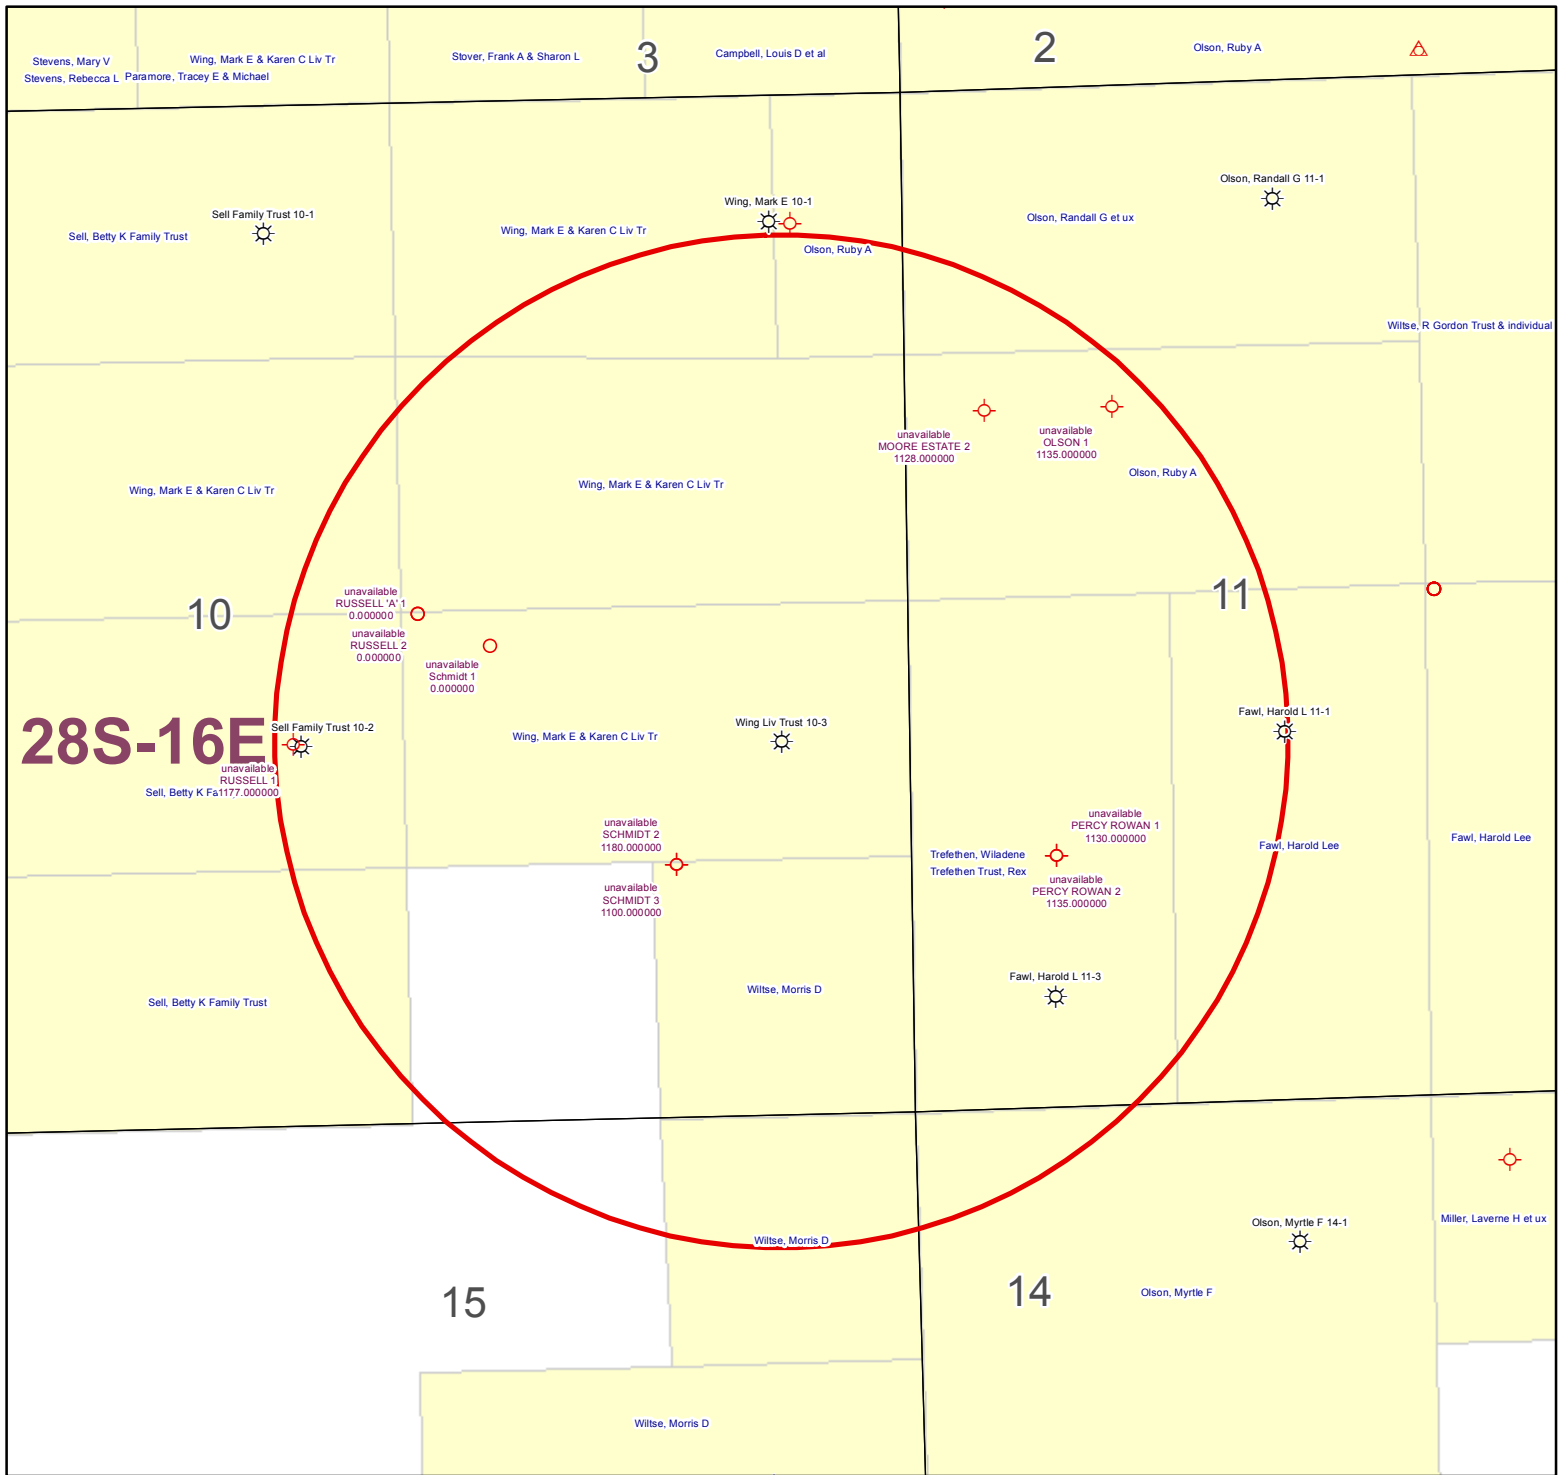 3
2
Stevens, Mary V
Wing, Mark E & Karen C Liv Tr
Stover, Frank A & Sharon L
Campbell, Louis D et al
Olson, Ruby A
Stevens, Rebecca L
Paramore, Tracey E & Michael
Sell Family Trust 10-1
Wing, Mark E 10-1
Olson, Randall G 11-1
Sell, Betty K Family Trust
Wing, Mark E & Karen C Liv Tr
Olson, Ruby A
Olson, Randall G et ux
Wiltse, R Gordon Trust & individual
unavailable
MOORE ESTATE 2
1128.000000
unavailable
OLSON 1
1135.000000
Olson, Ruby A
Wing, Mark E & Karen C Liv Tr
Wing, Mark E & Karen C Liv Tr
10
11
unavailable
RUSSELL 'A' 1
0.000000
unavailable
RUSSELL 2
0.000000
unavailable
Schmidt 1
0.000000
28S-16E
Sell Family Trust 10-2
unavailable
RUSSELL 1
1177.000000
Sell, Betty K Fa
Wing, Mark E & Karen C Liv Tr
Wing Liv Trust 10-3
Fawl, Harold L 11-1
unavailable
SCHMIDT 2
1180.000000
unavailable
SCHMIDT 3
1100.000000
unavailable
PERCY ROWAN 1
1130.000000
Trefethen, Wiladene
Trefethen Trust, Rex
unavailable
PERCY ROWAN 2
1135.000000
Fawl, Harold Lee
Fawl, Harold Lee
Fawl, Harold L 11-3
Sell, Betty K Family Trust
Wiltse, Morris D
Wiltse, Morris D
Olson, Myrtle F 14-1
Miller, Laverne H et ux
15
14
Olson, Myrtle F
Wiltse, Morris D